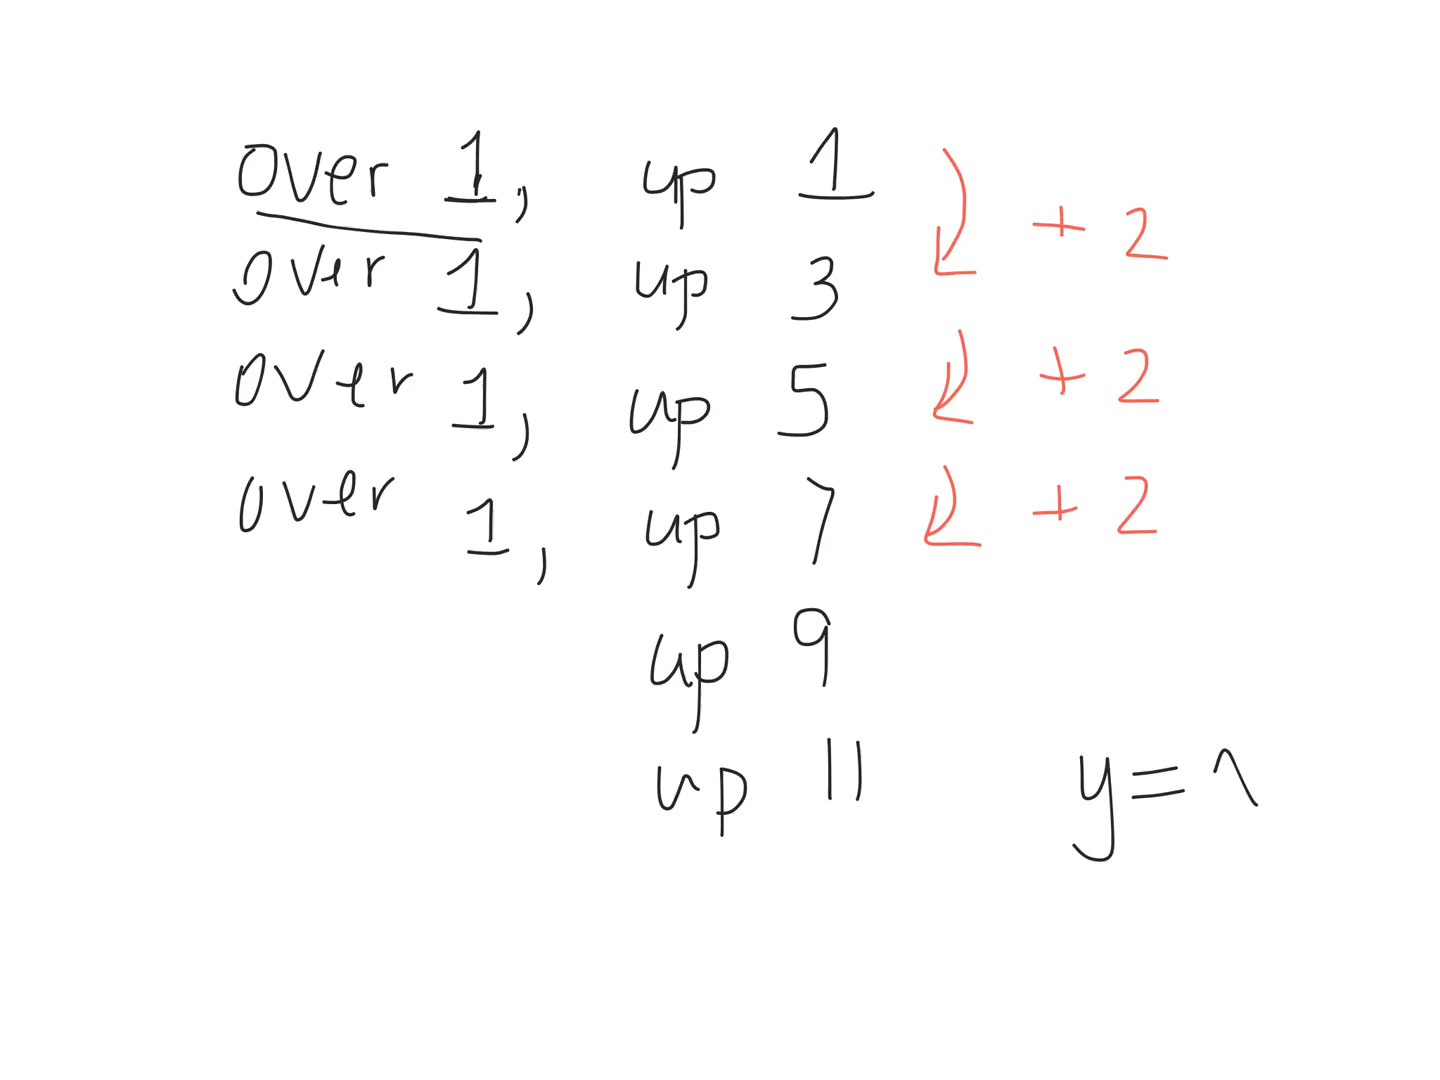 over 1, up 1 + 2
over 1, up 3
over 1, up 5 + 2
over 1, up 7 + 2
up 9
up 11
y =